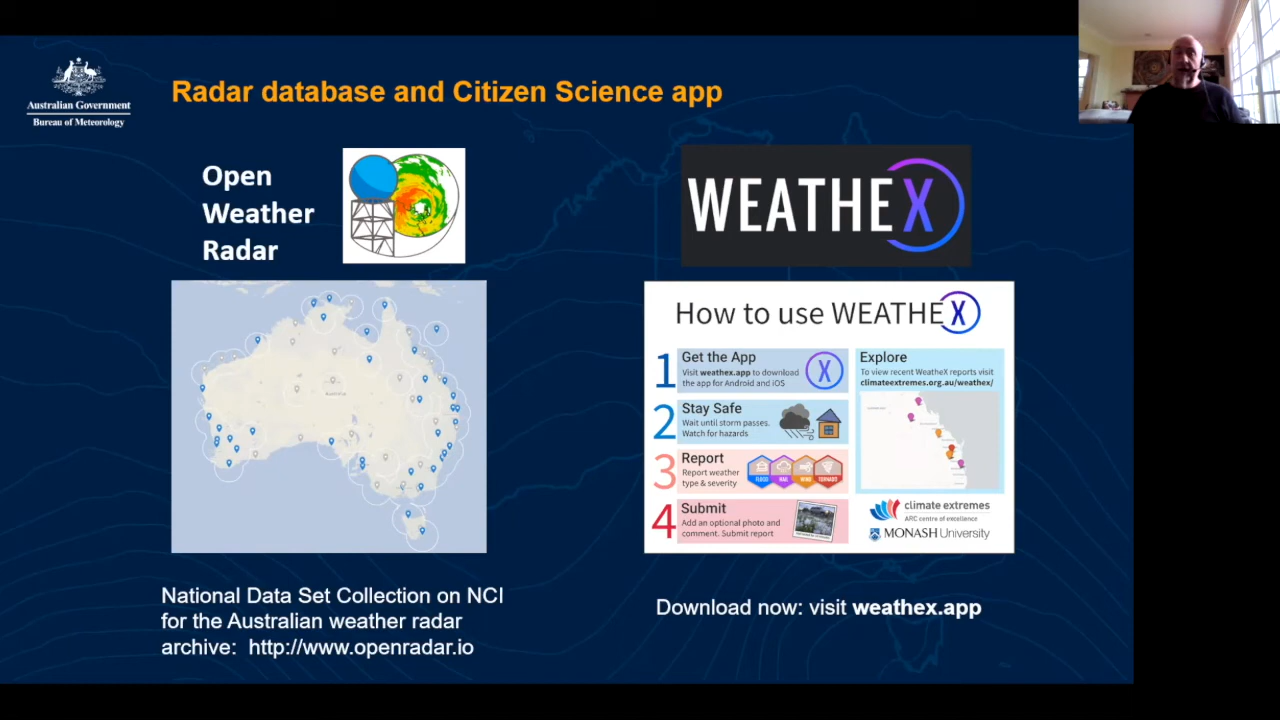 Australian Government
Bureau of Meteorology
Radar database and Citizen Science app
Open
Weather
Radar
Australia
National Data Set Collection on NCI
for the Australian weather radar
archive: http://www.openradar.io
WEATHEX
How to use WEATHEX
1 Get the App
Visit weathex.app to download
the app for Android and iOS
X
2 Stay Safe
Wait until storm passes.
Watch for hazards
3 Report
Report weather
type & severity
FLOOD HAIL WIND TORNADO
4 Submit
Add an optional photo and
comment. Submit report
Explore
To view recent WeatheX reports visit
climateextremes.org.au/weathex/
climate extremes
ARC centre of excellence
MONASH University
Download now: visit weathex.app